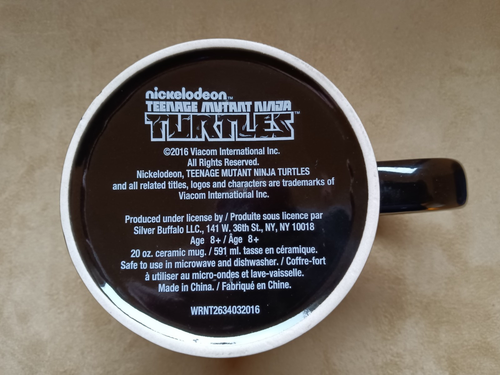 nickelodeon™
TEENAGE MUTANT NINJA
TURTLES™
©2016 Viacom International Inc.
All Rights Reserved.
Nickelodeon, TEENAGE MUTANT NINJA TURTLES
and all related titles, logos and characters are trademarks of
Viacom International Inc.
Produced under license by / Produite sous licence par
Silver Buffalo LLC., 141 W. 36th St., NY, NY 10018
Age 8+ / Âge 8+
20 oz. ceramic mug. / 591 ml. tasse en céramique.
Safe to use in microwave and dishwasher. / Coffre-fort
à utiliser au micro-ondes et lave-vaisselle.
Made in China. / Fabriqué en Chine.
WRNT2634032016